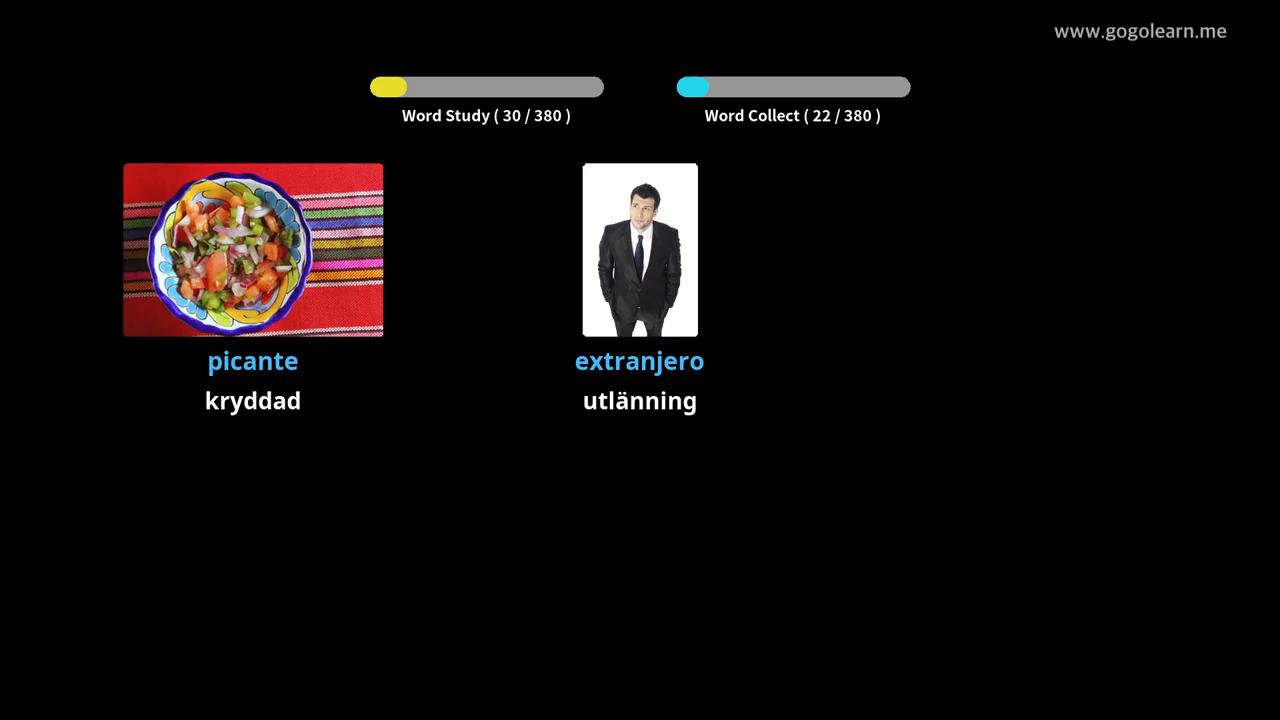 www.gogolearn.me
Word Study ( 30 / 380 )
Word Collect ( 22 / 380 )
picante
extranjero
kryddad
utlänning